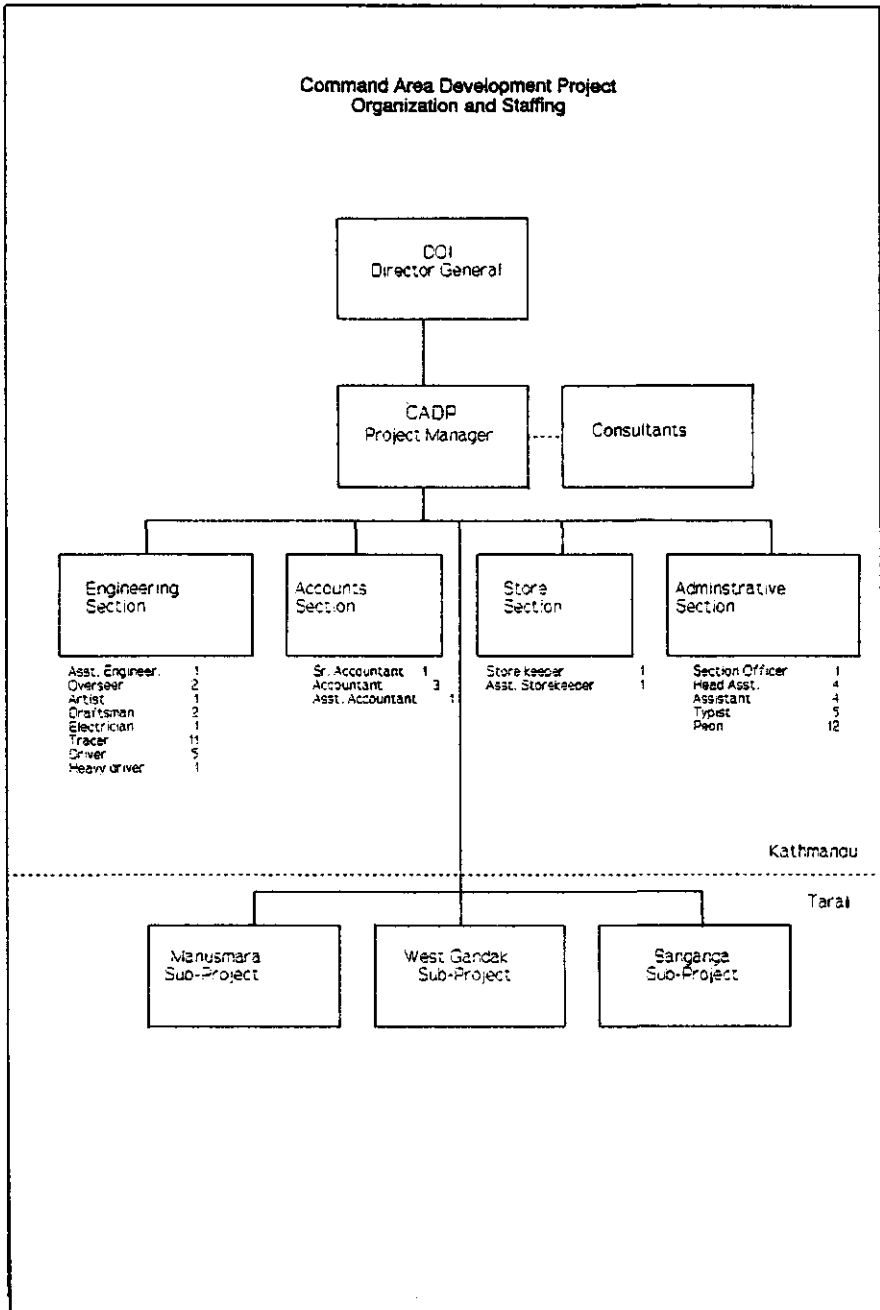 Command Area Development Project
Organization and Staffing
DOI
Director General
CADP
Project Manager
Consultants
Engineering
Section
Accounts
Section
Store
Section
Adminstrative
Section
Asst. Engineer. 1
Overseer 2
Artist 1
Draftsman 2
Electrician 1
Tracer 11
Driver 5
Heavy driver 1
Sr. Accountant 1
Accountant 3
Asst. Accountant 1
Store keeper 1
Asst. Storekeeper 1
Section Officer 1
Head Asst. 4
Assistant 4
Typist 5
Peon 12
Kathmandu
Tarai
Manusmara
Sub-Project
West Gandak
Sub-Project
Banganga
Sub-Project